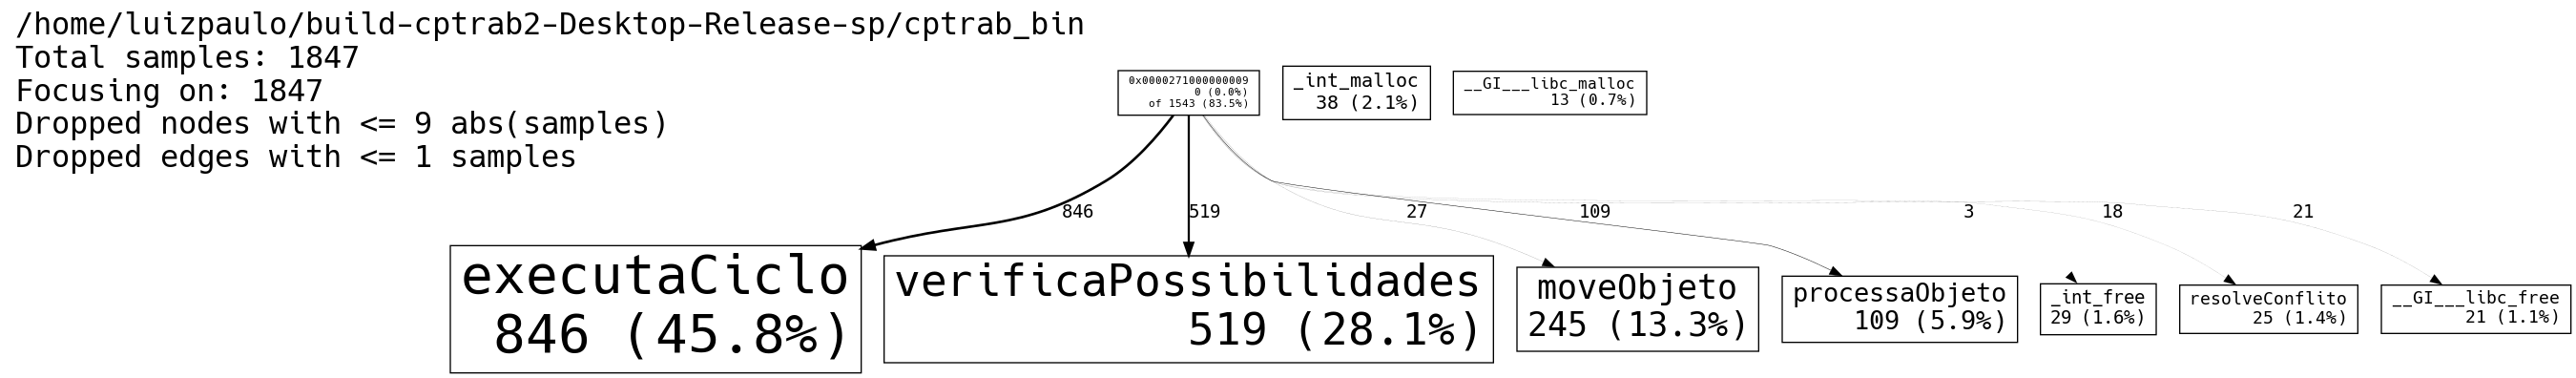 /home/luizpaulo/build-cptrab2-Desktop-Release-sp/cptrab_bin
Total samples: 1847
Focusing on: 1847
Dropped nodes with <= 9 abs(samples)
Dropped edges with <= 1 samples
0x0000271000000009
0 (0.0%)
of 1543 (83.5%)
_int_malloc
38 (2.1%)
__GI___libc_malloc
13 (0.7%)
846
519
27
109
3
18
21
executaCiclo
846 (45.8%)
verificaPossibilidades
519 (28.1%)
moveObjeto
245 (13.3%)
processaObjeto
109 (5.9%)
_int_free
29 (1.6%)
resolveConflito
25 (1.4%)
__GI___libc_free
21 (1.1%)